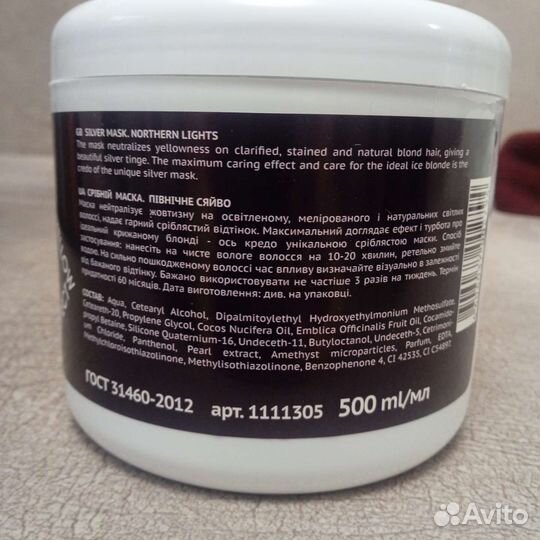 GB SILVER MASK. NORTHERN LIGHTS
The mask neutralizes yellowness on clarified, stained and natural blond hair, giving a
beautiful silver tinge. The maximum caring effect and care for the ideal ice blonde is the
credo of the unique silver mask.
UA СРІБНІЙ МАСКА. ПІВНІЧНЕ СЯЙВО
Маска нейтралізує жовтизну на освітленому, мелірованого і натуральних світлих
волоссі, надає гарний сріблястий відтінок. Максимальний доглядає ефект і турбота про
ідеальним крижаному блонді - ось кредо унікальною сріблястою маски. Спосіб
застосування: нанесіть на чисте вологе волосся на 10-20 хвилин, ретельно змийте
водою. На сильно пошкодженому волоссі час впливу визначайте візуально в залежності
від бажаного відтінку. Бажано використовувати не частіше 3 разів на тиждень. Термін
придатності 60 місяців. Дата виготовлення: див. на упаковці.
СОСТАВ: Aqua, Cetearyl Alcohol, Dipalmitoylethyl Hydroxyethylmonium Methosulfate,
Ceteareth-20, Propylene Glycol, Cocos Nucifera Oil, Emblica Officinalis Fruit Oil, Cocamido-
propyl Betaine, Silicone Quaternium-16, Undeceth-11, Butyloctanol, Undeceth-5, Cetrimoni-
um Chloride, Panthenol, Pearl extract, Amethyst microparticles, Parfum, EDTA,
Methylchloroisothiazolinone, Methylisothiazolinone, Benzophenone 4, CI 42535, CI C54897.
ГОСТ 31460-2012 арт. 1111305 500 ml/мл
Avito